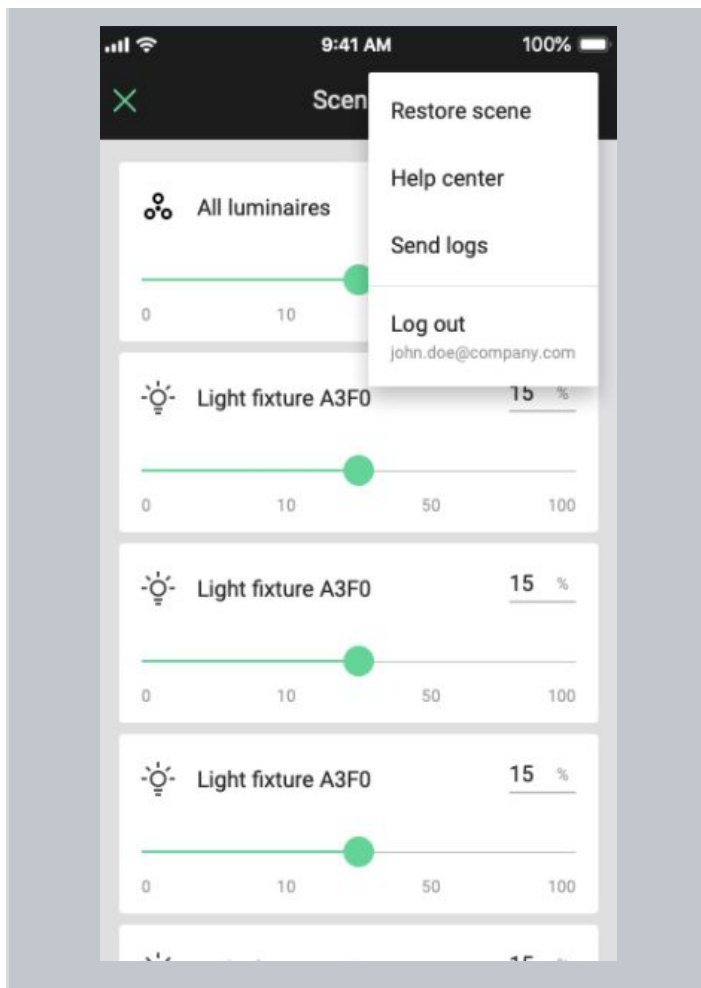 9:41 AM 100%
Scen
Restore scene
Help center
Send logs
Log out
john.doe@company.com
All luminaires
0 10
Light fixture A3F0 15 %
0 10 50 100
Light fixture A3F0 15 %
0 10 50 100
Light fixture A3F0 15 %
0 10 50 100